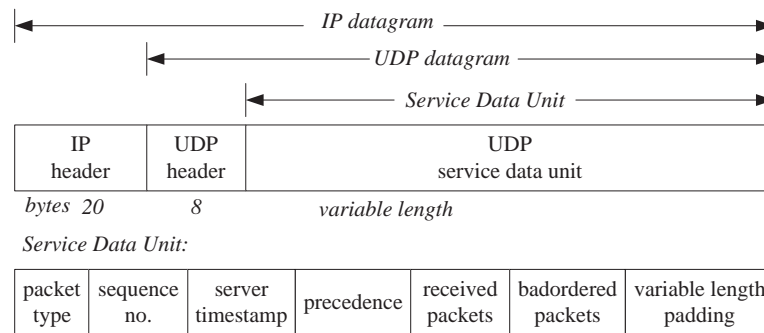 IP datagram
UDP datagram
Service Data Unit
IP header
UDP header
UDP service data unit
bytes 20
8
variable length
Service Data Unit:
packet type
sequence no.
server timestamp
precedence
received packets
badordered packets
variable length padding